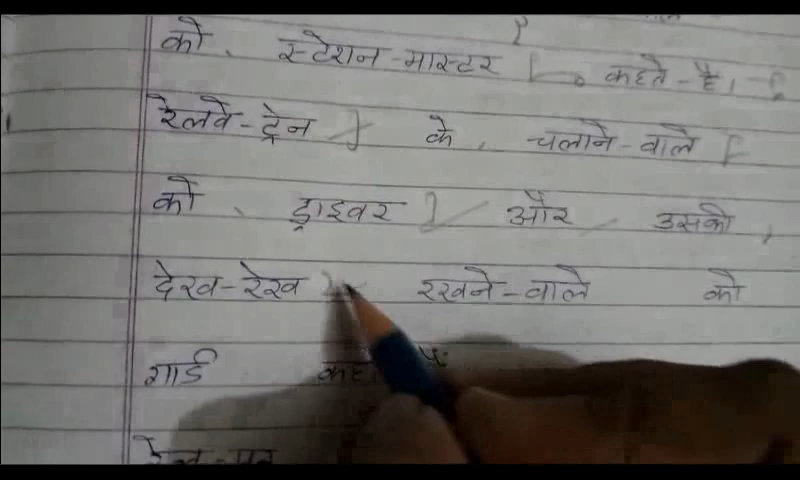 को स्टेशन-मास्टर कहते-है।
रेलवे-ट्रेन के चलाने-वाले
को ड्राइवर और उसकी
देख-रेख रखने-वाले को
गार्ड